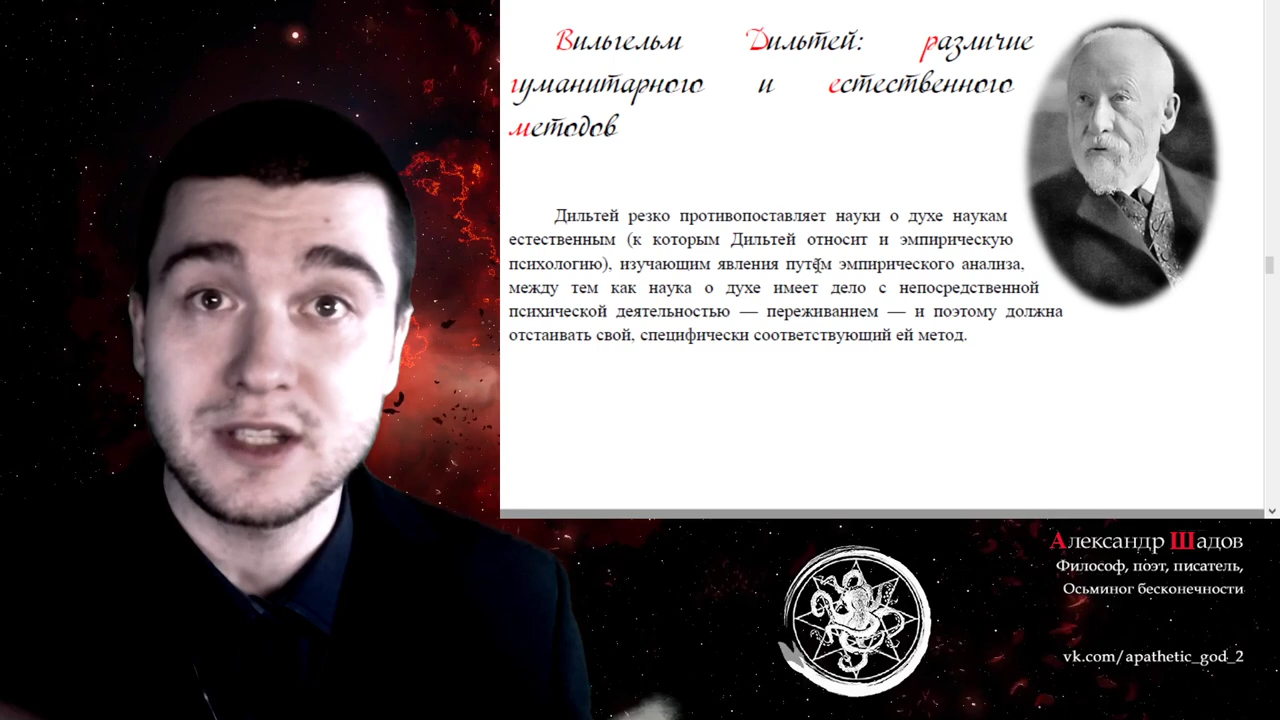 Вильгельм Дильтей: различие
гуманитарного и естественного
методов
Дильтей резко противопоставляет науки о духе наукам
естественным (к которым Дильтей относит и эмпирическую
психологию), изучающим явления путём эмпирического анализа,
между тем как наука о духе имеет дело с непосредственной
психической деятельностью — переживанием — и поэтому должна
отстаивать свой, специфически соответствующий ей метод.
Александр Шадов
Философ, поэт, писатель,
Осьминог бесконечности
vk.com/apathetic_god_2